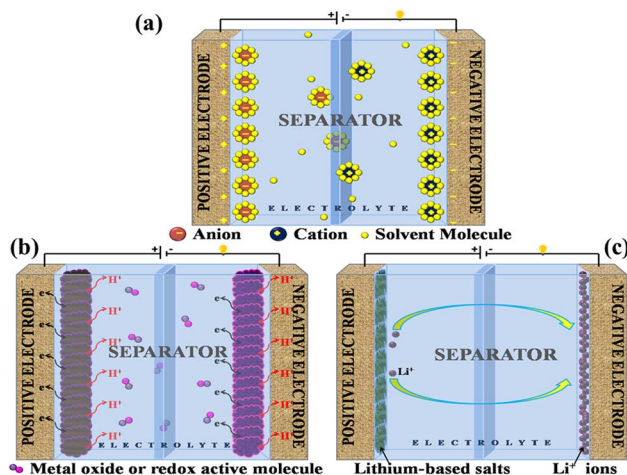 + -
(a)
POSITIVE ELECTRODE
SEPARATOR
NEGATIVE ELECTRODE
ELECTROLYTE
Anion
Cation
Solvent Molecule
(b)
+ -
POSITIVE ELECTRODE
e⁻ H⁺
e⁻ H⁺
e⁻ H⁺
e⁻ H⁺
e⁻ H⁺
H⁺
SEPARATOR
e⁻ H⁺
e⁻ H⁺
e⁻ H⁺
e⁻ H⁺
e⁻ H⁺
H⁺
NEGATIVE ELECTRODE
ELECTROLYTE
Metal oxide or redox active molecule
(c)
+ -
POSITIVE ELECTRODE
SEPARATOR
Li⁺
NEGATIVE ELECTRODE
ELECTROLYTE
Lithium-based salts
Li⁺ ions